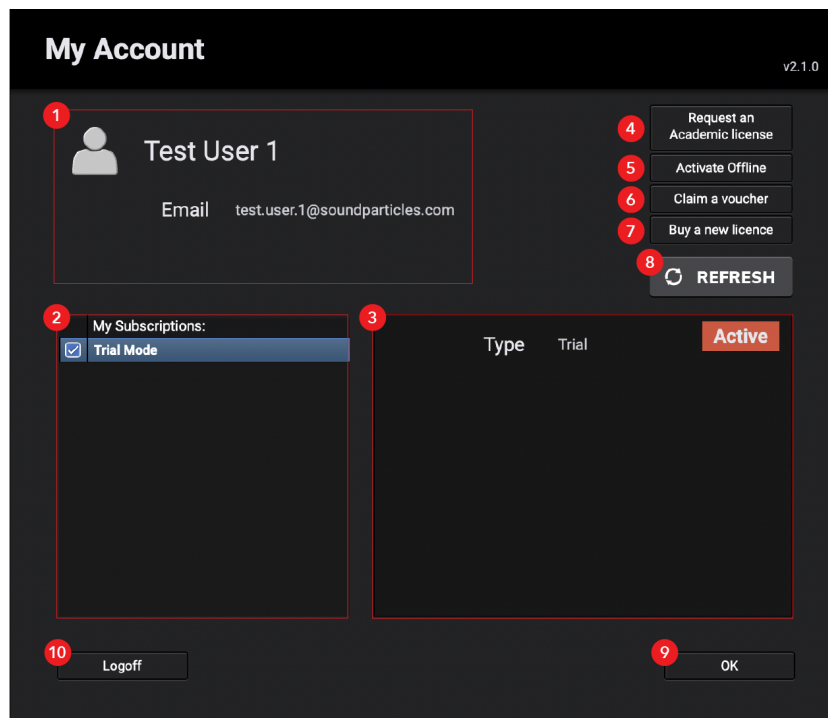 My Account
v2.1.0
1
Test User 1
Email test.user.1@soundparticles.com
4 Request an
Academic license
5 Activate Offline
6 Claim a voucher
7 Buy a new licence
8 REFRESH
2 My Subscriptions:
Trial Mode
3
Type Trial
Active
10 Logoff
9 OK